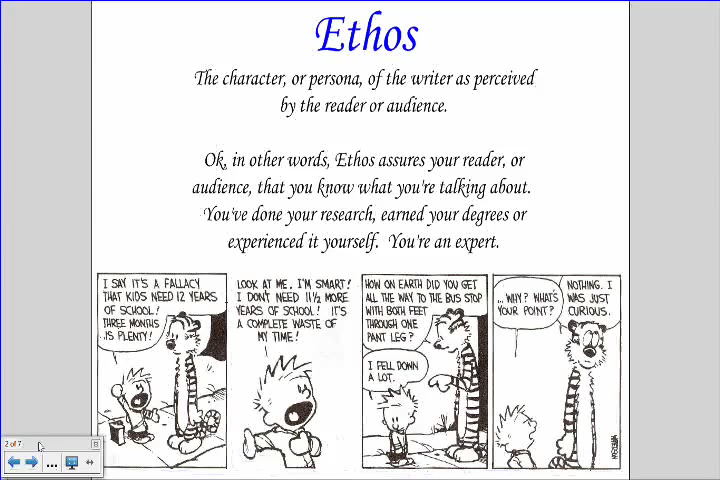 Ethos
The character, or persona, of the writer as perceived
by the reader or audience.
Ok, in other words, Ethos assures your reader, or
audience, that you know what you're talking about.
You've done your research, earned your degrees or
experienced it yourself. You're an expert.
I SAY IT'S A FALLACY
THAT KIDS NEED 12 YEARS
OF SCHOOL!
THREE MONTHS
IS PLENTY!
LOOK AT ME. I'M SMART!
I DON'T NEED 11½ MORE
YEARS OF SCHOOL! IT'S
A COMPLETE WASTE OF
MY TIME!
HOW ON EARTH DID YOU GET
ALL THE WAY TO THE BUS STOP
WITH BOTH FEET
THROUGH ONE
PANT LEG?
I FELL DOWN
A LOT.
...WHY? WHAT'S
YOUR POINT?
NOTHING. I
WAS JUST
CURIOUS.
WATTERSON
2 of 7
...